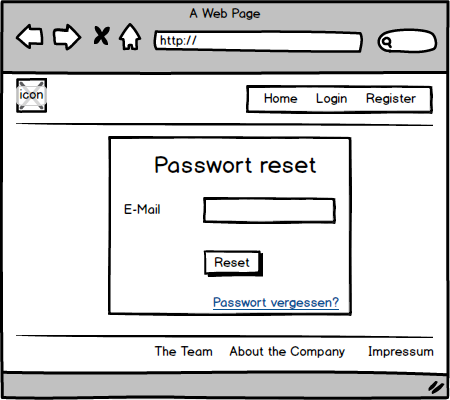 A Web Page
http://
icon
Home Login Register
Passwort reset
E-Mail
Reset
Passwort vergessen?
The Team About the Company Impressum